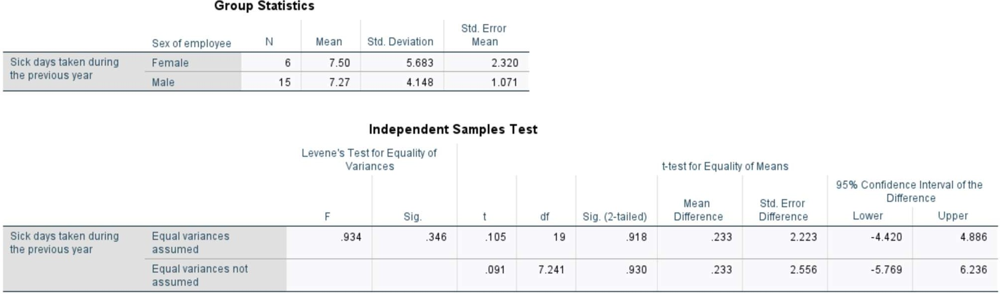 Group Statistics
Sex of employee N Mean Std. Deviation Std. Error Mean
Sick days taken during the previous year Female 6 7.50 5.683 2.320
Male 15 7.27 4.148 1.071
Independent Samples Test
Levene's Test for Equality of Variances t-test for Equality of Means
95% Confidence Interval of the Difference
F Sig. t df Sig. (2-tailed) Mean Difference Std. Error Difference Lower Upper
Sick days taken during the previous year Equal variances assumed .934 .346 .105 19 .918 .233 2.223 -4.420 4.886
Equal variances not assumed .091 7.241 .930 .233 2.556 -5.769 6.236